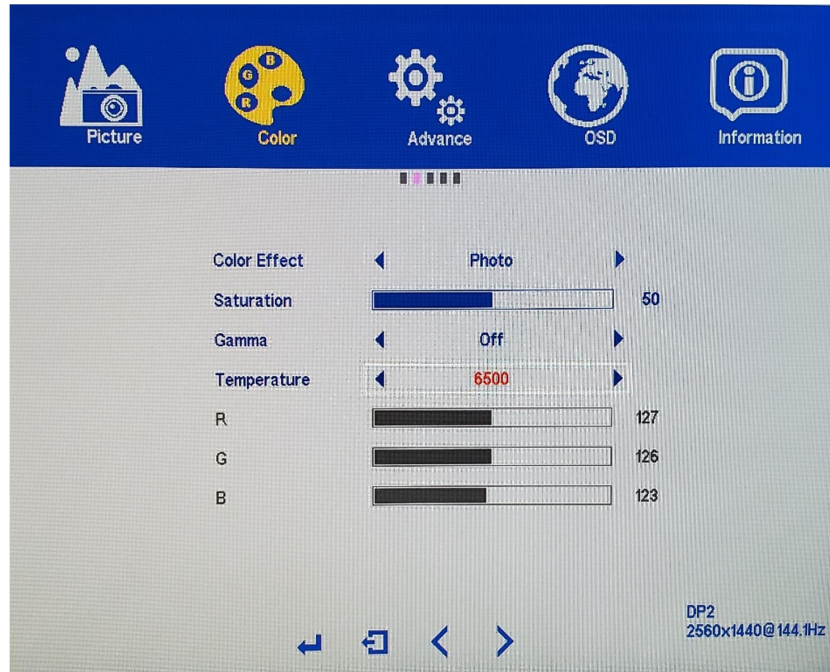 B
G
R
Picture Color Advance OSD Information
Color Effect Photo
Saturation 50
Gamma Off
Temperature 6500
R 127
G 126
B 123
DP2
2560x1440@144.1Hz